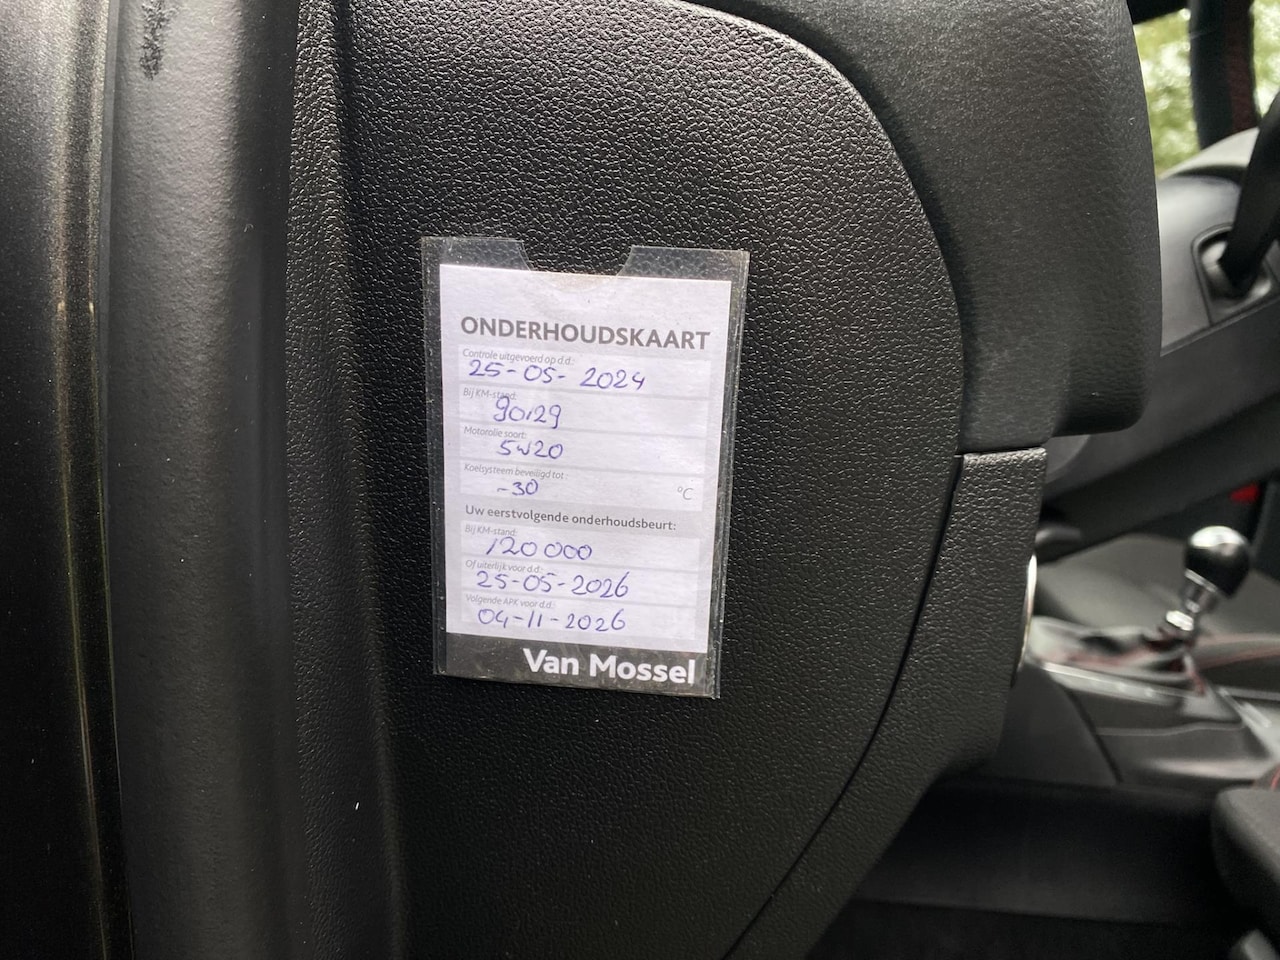 ONDERHOUDSKAART
Controle uitgevoerd op d.d.:
25-05-2024
Bij KM-stand:
90129
Motorolie soort:
5W20
Koelsysteem beveiligd tot:
-30 °C
Uw eerstvolgende onderhoudsbeurt:
Bij KM-stand:
120000
Of uiterlijk voor d.d.:
25-05-2026
Volgende APK voor d.d.:
04-11-2026
Van Mossel